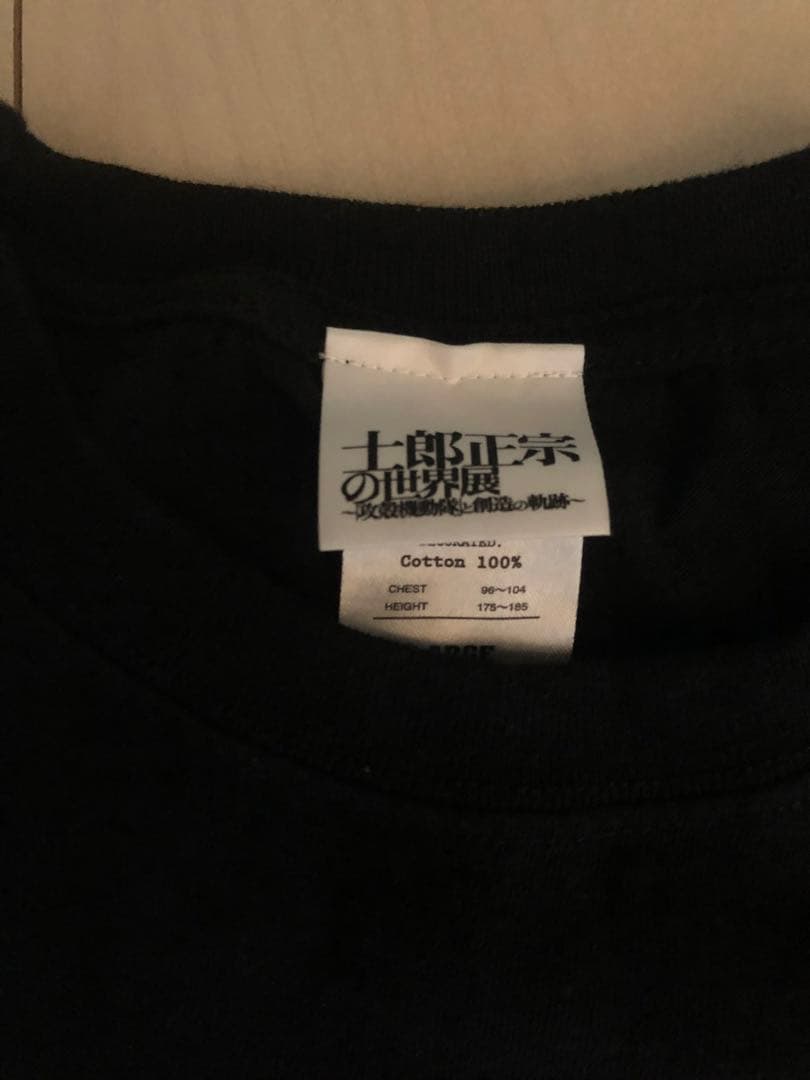 士郎正宗
の世界展
～『攻殻機動隊』と創造の軌跡～
Cotton 100%
CHEST 96～104
HEIGHT 175～185